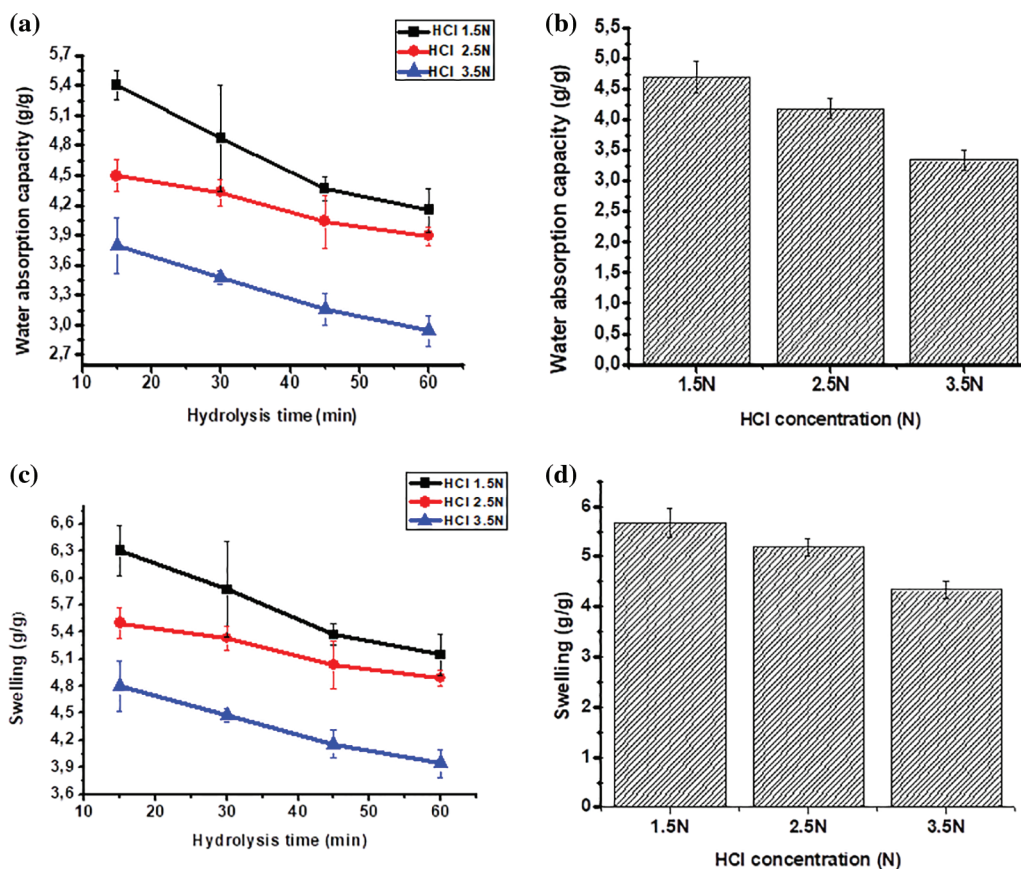 (a)
HCl 1.5N
HCl 2.5N
HCl 3.5N
5,7
5,4
5,1
4,8
4,5
4,2
3,9
3,6
3,3
3,0
2,7
Water absorption capacity (g/g)
10 20 30 40 50 60
Hydrolysis time (min)
(b)
5,0
4,5
4,0
3,5
3,0
2,5
2,0
1,5
1,0
0,5
0,0
Water absorption capacity (g/g)
1.5N 2.5N 3.5N
HCl concentration (N)
(c)
HCl 1.5N
HCl 2.5N
HCl 3.5N
6,6
6,3
6,0
5,7
5,4
5,1
4,8
4,5
4,2
3,9
3,6
Swelling (g/g)
10 20 30 40 50 60
Hydrolysis time (min)
(d)
6
5
4
3
2
1
0
Swelling (g/g)
1.5N 2.5N 3.5N
HCl concentration (N)